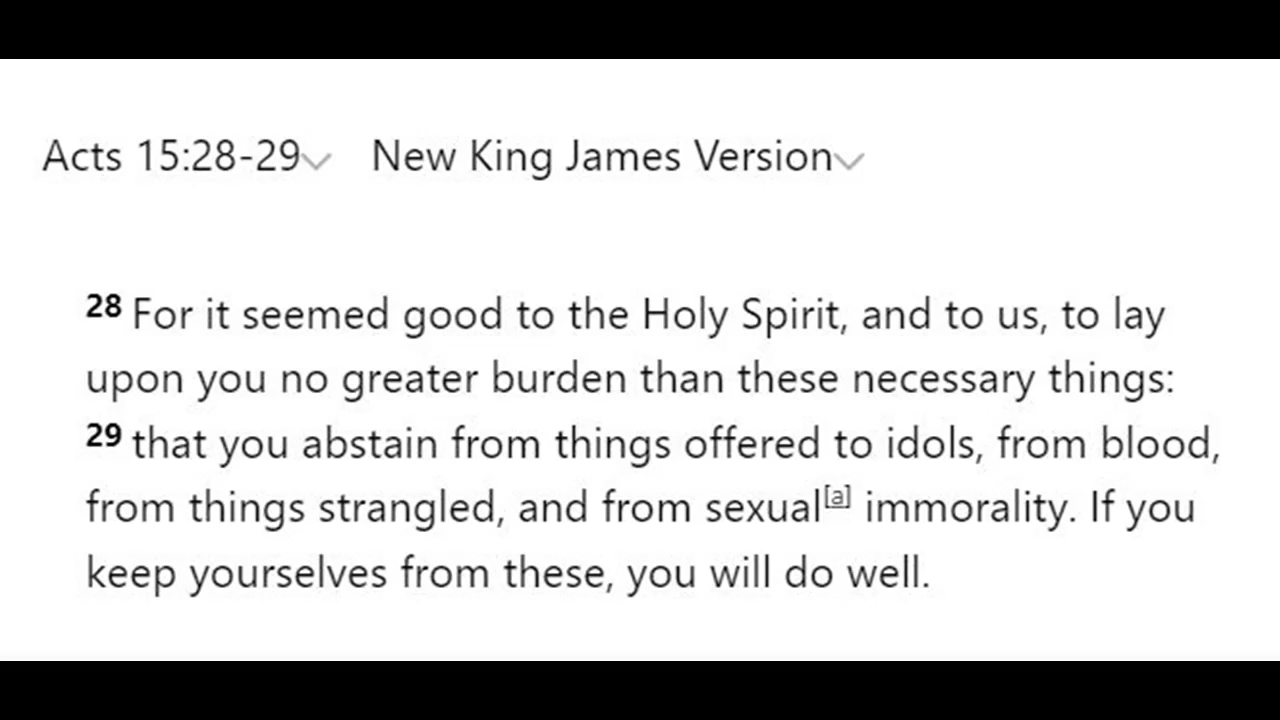 Acts 15:28-29 New King James Version
28 For it seemed good to the Holy Spirit, and to us, to lay
upon you no greater burden than these necessary things:
29 that you abstain from things offered to idols, from blood,
from things strangled, and from sexual[a] immorality. If you
keep yourselves from these, you will do well.